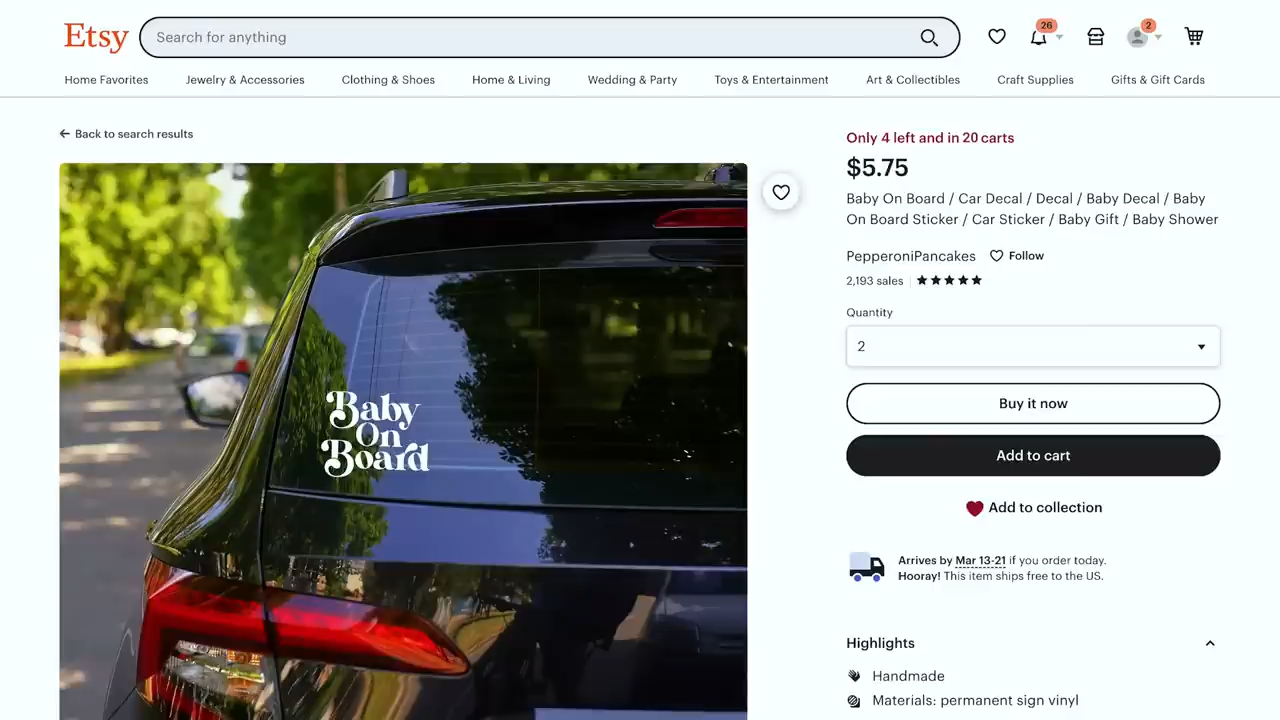 Etsy
Search for anything
26
2
Home Favorites
Jewelry & Accessories
Clothing & Shoes
Home & Living
Wedding & Party
Toys & Entertainment
Art & Collectibles
Craft Supplies
Gifts & Gift Cards
Back to search results
Baby
On
Board
Only 4 left and in 20 carts
$5.75
Baby On Board / Car Decal / Decal / Baby Decal / Baby
On Board Sticker / Car Sticker / Baby Gift / Baby Shower
PepperoniPancakes
Follow
2,193 sales
Quantity
2
Buy it now
Add to cart
Add to collection
Arrives by Mar 13-21 if you order today.
Hooray! This item ships free to the US.
Highlights
Handmade
Materials: permanent sign vinyl